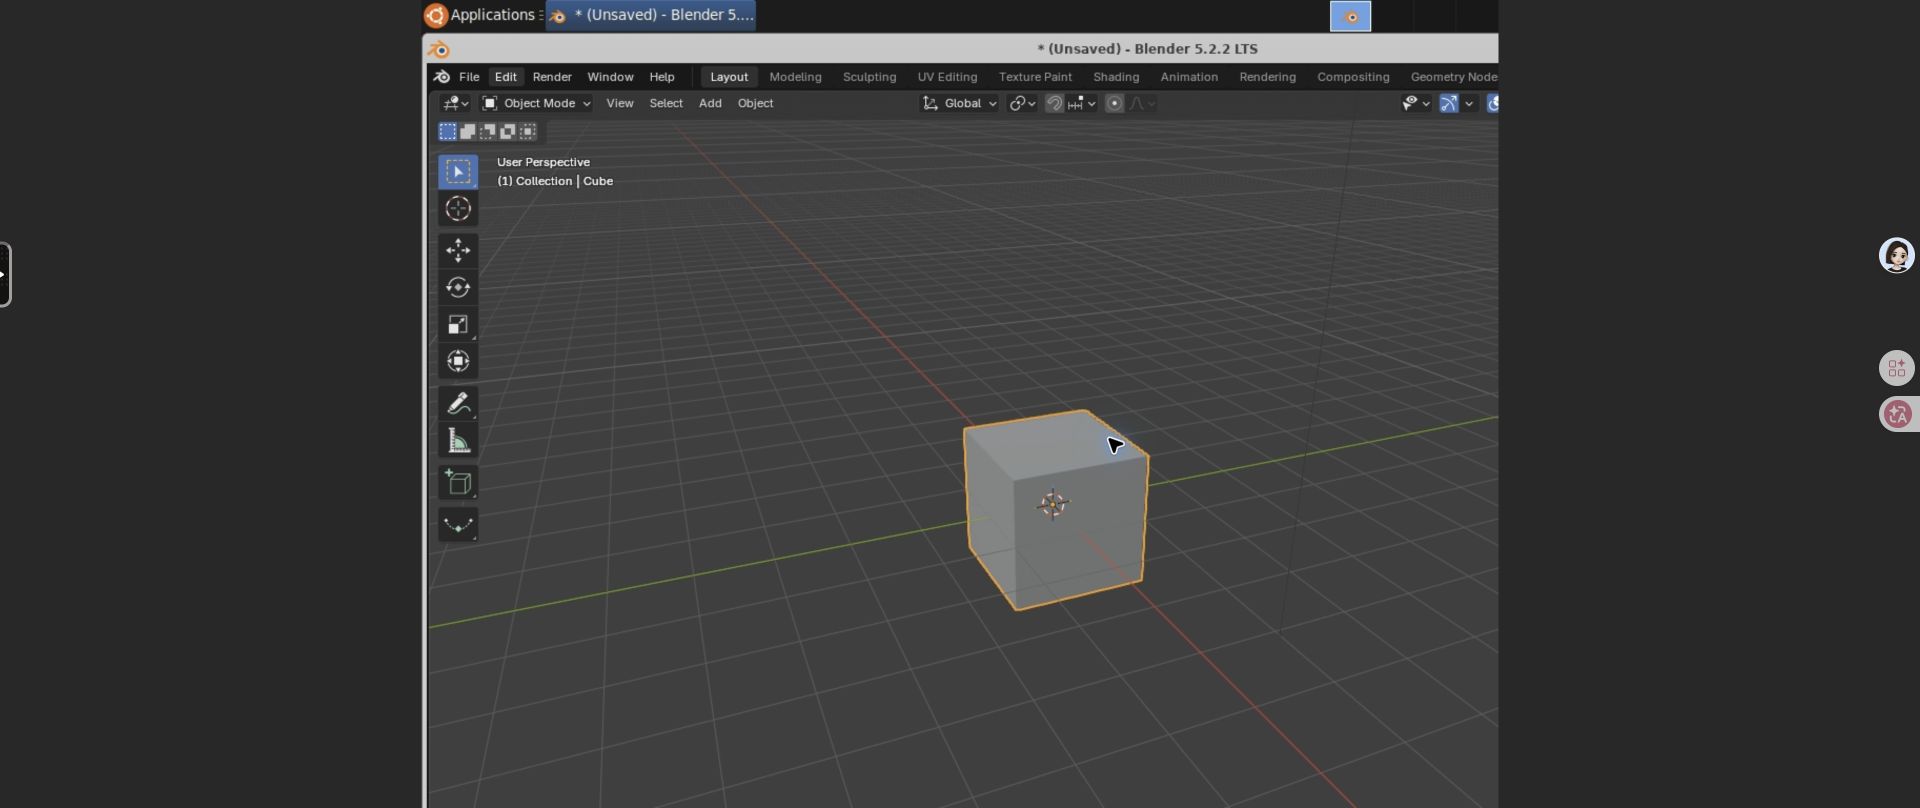 Applications
* (Unsaved) - Blender 5....
* (Unsaved) - Blender 5.2.2 LTS
File Edit Render Window Help Layout Modeling Sculpting UV Editing Texture Paint Shading Animation Rendering Compositing Geometry Node
Object Mode View Select Add Object Global
User Perspective
(1) Collection | Cube